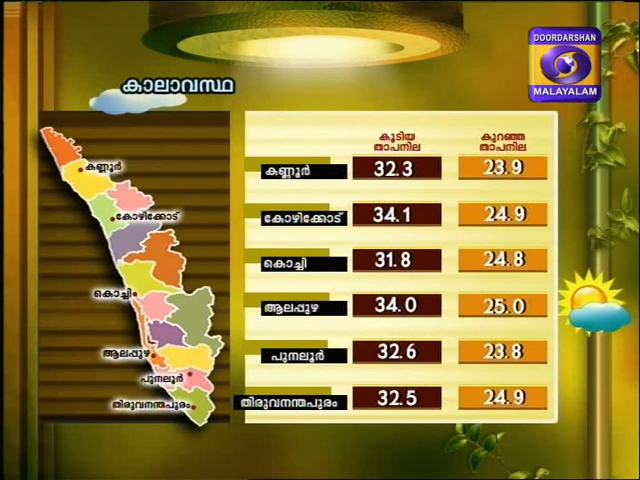 DOORDARSHAN
MALAYALAM
കാലാവസ്ഥ
കൂടിയ താപനില
കുറഞ്ഞ താപനില
കണ്ണൂർ 32.3 23.9
കോഴിക്കോട് 34.1 24.9
കൊച്ചി 31.8 24.8
ആലപ്പുഴ 34.0 25.0
പുനലൂർ 32.6 23.8
തിരുവനന്തപുരം 32.5 24.9
കണ്ണൂർ
കോഴിക്കോട്
കൊച്ചി
ആലപ്പുഴ
പുനലൂർ
തിരുവനന്തപുരം